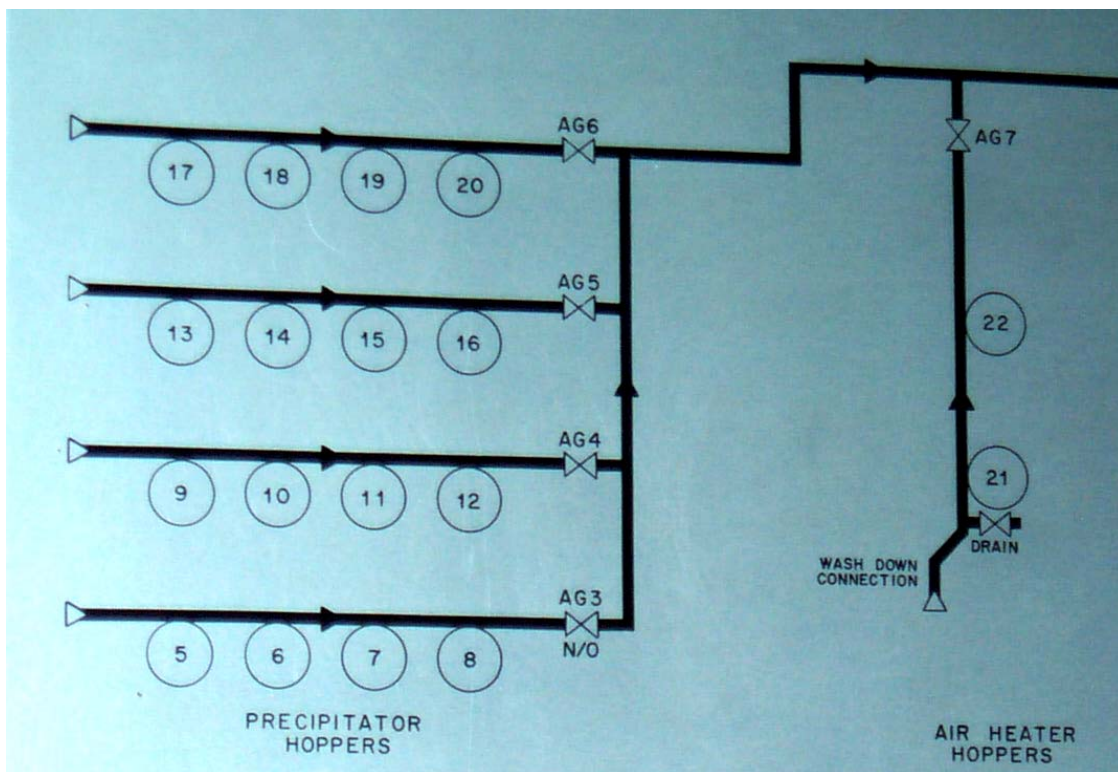 AG6
AG7
17 18 19 20
AG5
13 14 15 16
22
AG4
9 10 11 12
21
DRAIN
WASH DOWN
CONNECTION
AG3
5 6 7 8
N/O
PRECIPITATOR
HOPPERS
AIR HEATER
HOPPERS